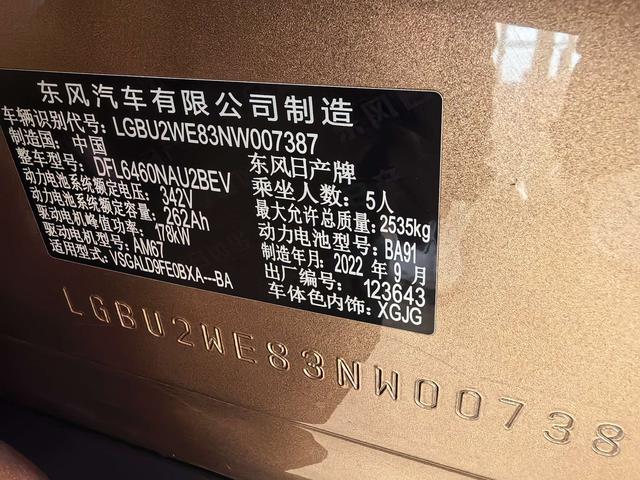 东风汽车有限公司制造
车辆识别代号: LGBU2WE83NW007387
制造国: 中国
东风日产牌
整车型号: DFL6460NAU2BEV
乘坐人数: 5人
动力电池系统额定电压: 342V
最大允许总质量: 2535kg
动力电池系统额定容量: 262Ah
动力电池型号: BA91
驱动电机峰值功率: 178kW
制造年月: 2022 年 9 月
驱动电机型号: AM67
出厂编号: 123643
适用型号: VSGALD9FE0BXA--BA
车体色内饰: XGJG
LGBU2WE83NW00738